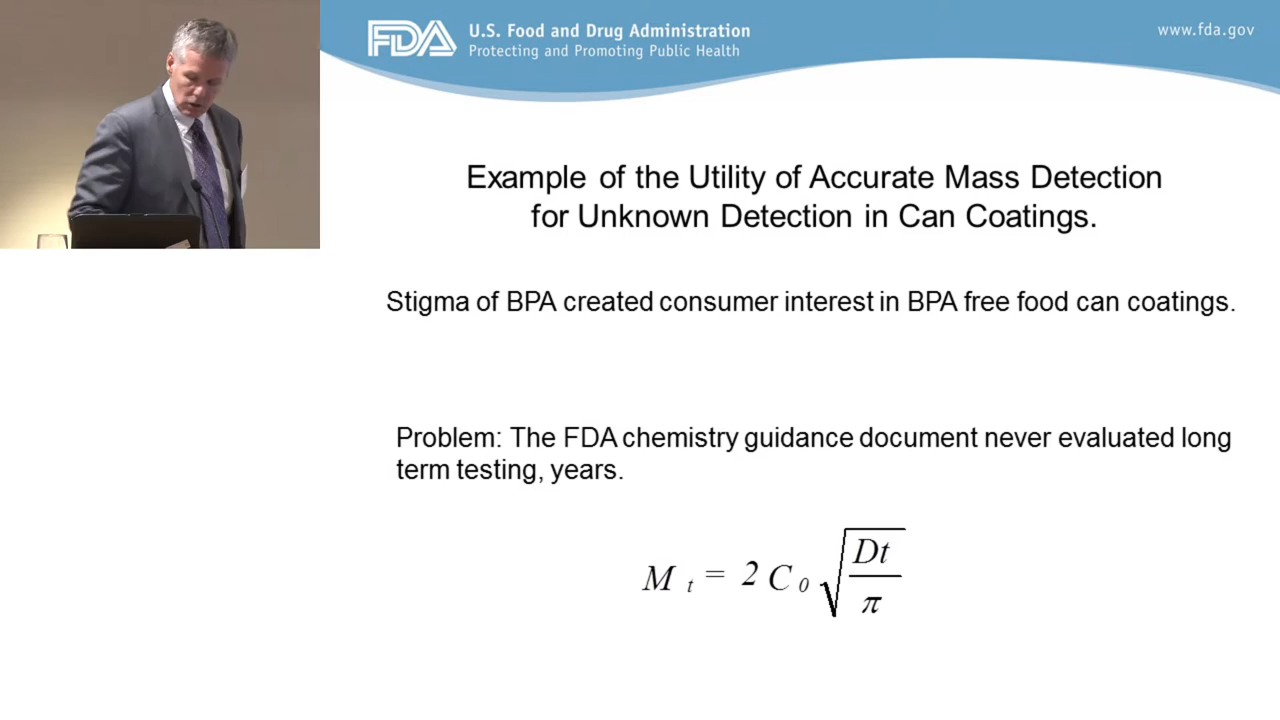 FDA U.S. Food and Drug Administration
Protecting and Promoting Public Health
www.fda.gov
Example of the Utility of Accurate Mass Detection
for Unknown Detection in Can Coatings.
Stigma of BPA created consumer interest in BPA free food can coatings.
Problem: The FDA chemistry guidance document never evaluated long
term testing, years.
M t = 2 C 0 √ Dt / π